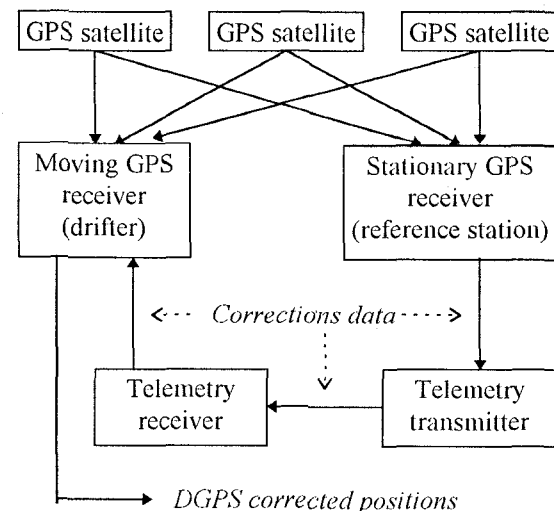 GPS satellite
GPS satellite
GPS satellite
Moving GPS
receiver
(drifter)
Stationary GPS
receiver
(reference station)
Corrections data
Telemetry
receiver
Telemetry
transmitter
DGPS corrected positions